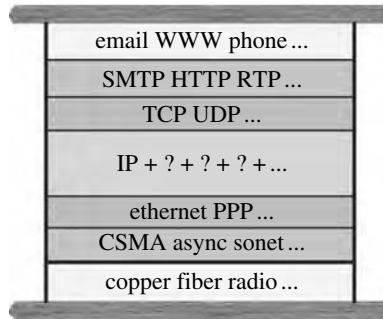 email WWW phone...
SMTP HTTP RTP...
TCP UDP...
IP + ? + ? + ? +...
ethernet PPP...
CSMA async sonet...
copper fiber radio...